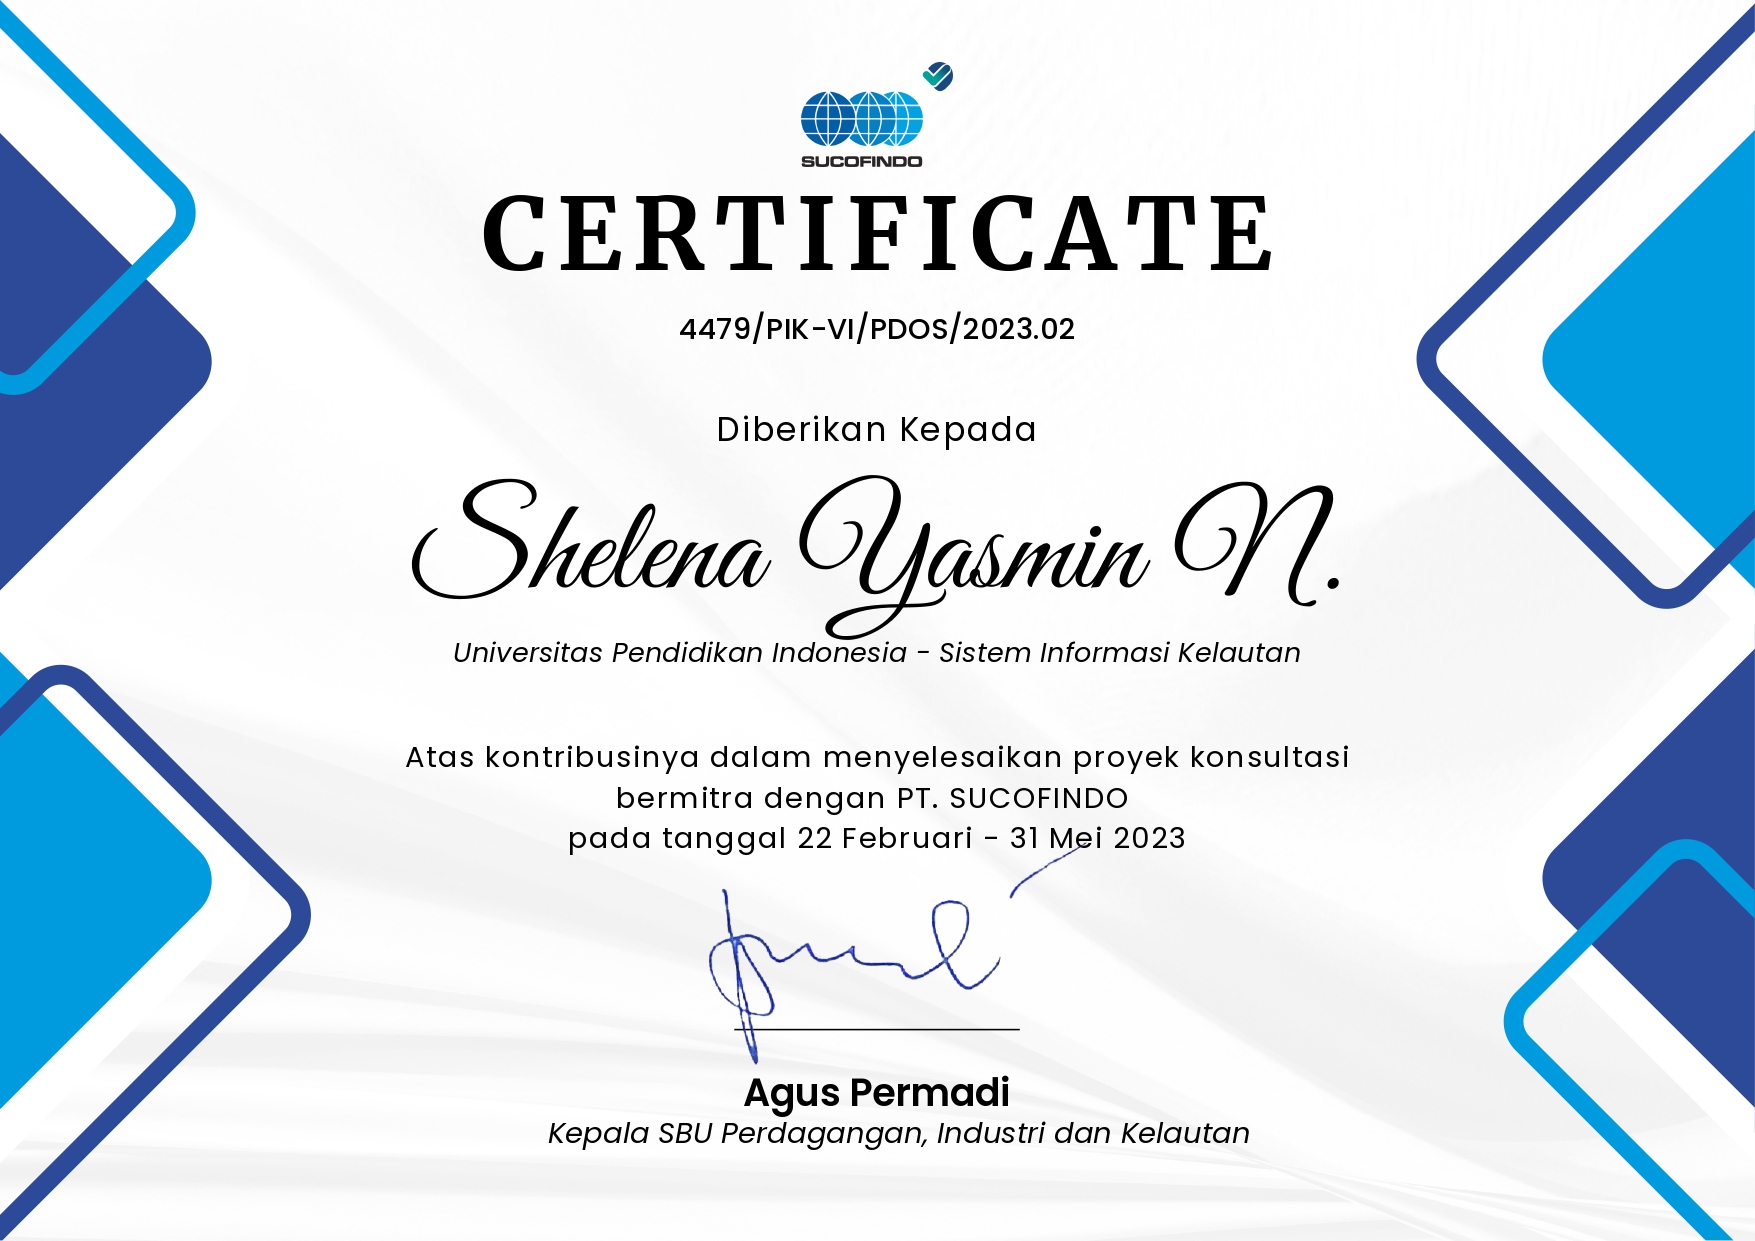 SUCOFINDO
CERTIFICATE
4479/PIK-VI/PDOS/2023.02
Diberikan Kepada
Shelena Yasmin N.
Universitas Pendidikan Indonesia - Sistem Informasi Kelautan
Atas kontribusinya dalam menyelesaikan proyek konsultasi
bermitra dengan PT. SUCOFINDO
pada tanggal 22 Februari - 31 Mei 2023
Agus Permadi
Kepala SBU Perdagangan, Industri dan Kelautan